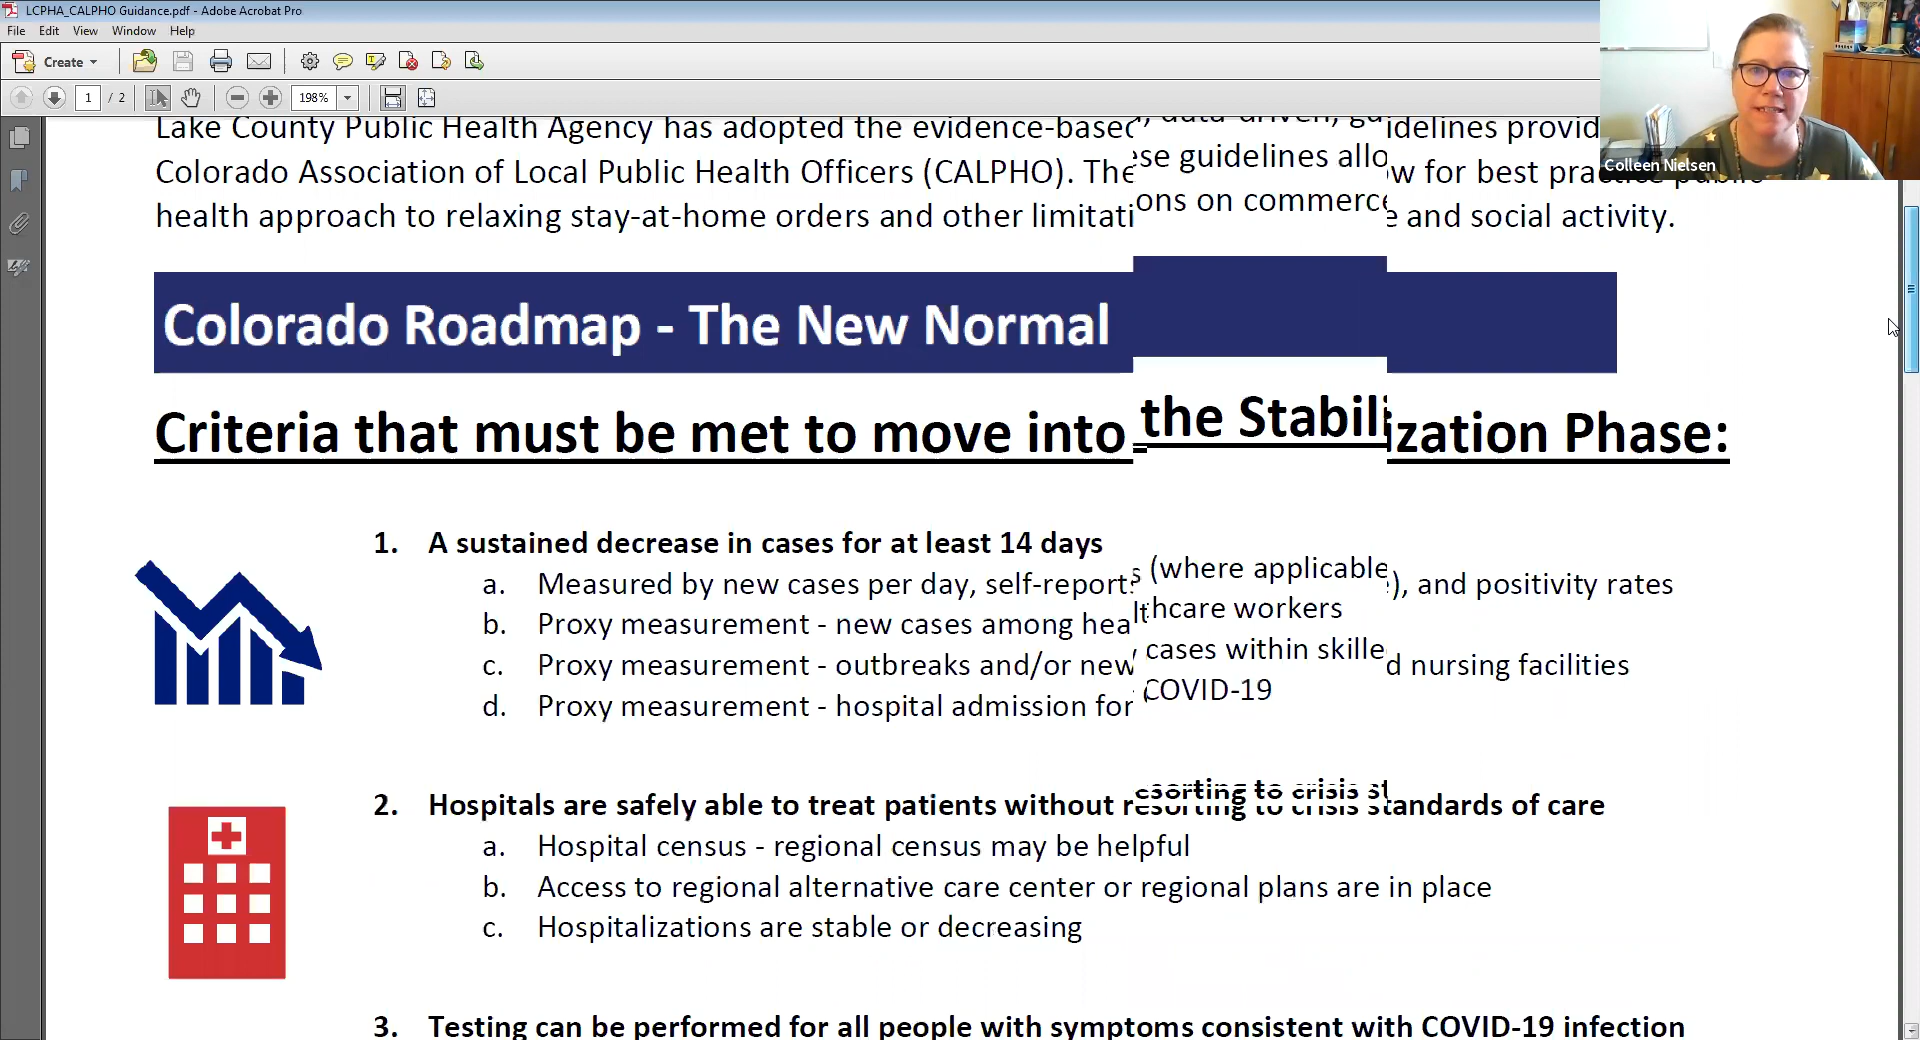 LCPHA_CALPHO Guidance.pdf - Adobe Acrobat Pro
File Edit View Window Help
Create
1 / 2 198%
Colleen Nielsen
Lake County Public Health Agency has adopted the evidence-based, data-driven, guidelines
Colorado Association of Local Public Health Officers (CALPHO). These guidelines allow for best practice public
health approach to relaxing stay-at-home orders and other limitations on commerce and social activity.
Colorado Roadmap - The New Normal
Criteria that must be met to move into the Stabilization Phase:
1. A sustained decrease in cases for at least 14 days
a. Measured by new cases per day, self-reports (where applicable), and positivity rates
b. Proxy measurement - new cases among healthcare workers
c. Proxy measurement - outbreaks and/or new cases within skilled nursing facilities
d. Proxy measurement - hospital admission for COVID-19
2. Hospitals are safely able to treat patients without resorting to crisis standards of care
a. Hospital census - regional census may be helpful
b. Access to regional alternative care center or regional plans are in place
c. Hospitalizations are stable or decreasing
3. Testing can be performed for all people with symptoms consistent with COVID-19 infection